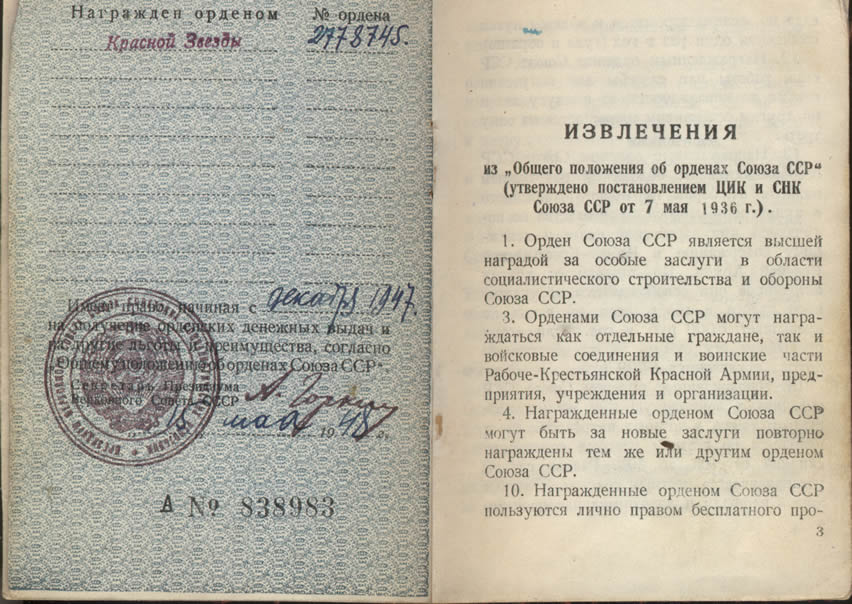 Награжден орденом № ордена
Красной Звезды 2778745.
Имеет право начиная с декабря 1947.
на получение орденских денежных выдач и
на другие льготы и преимущества, согласно
„Общему положению об орденах Союза ССР“
Секретарь Президиума
Верховного Совета СССР А. Горкин
15. мая 1948 г.
А № 838983
ИЗВЛЕЧЕНИЯ
из „Общего положения об орденах Союза ССР“
(утверждено постановлением ЦИК и СНК
Союза ССР от 7 мая 1936 г.).
1. Орден Союза ССР является высшей
наградой за особые заслуги в области
социалистического строительства и обороны
Союза ССР.
3. Орденами Союза ССР могут награ-
ждаться как отдельные граждане, так и
войсковые соединения и воинские части
Рабоче-Крестьянской Красной Армии, пред-
приятия, учреждения и организации.
4. Награжденные орденом Союза ССР
могут быть за новые заслуги повторно
награждены тем же или другим орденом
Союза ССР.
10. Награжденные орденом Союза ССР
пользуются лично правом бесплатного про-
3